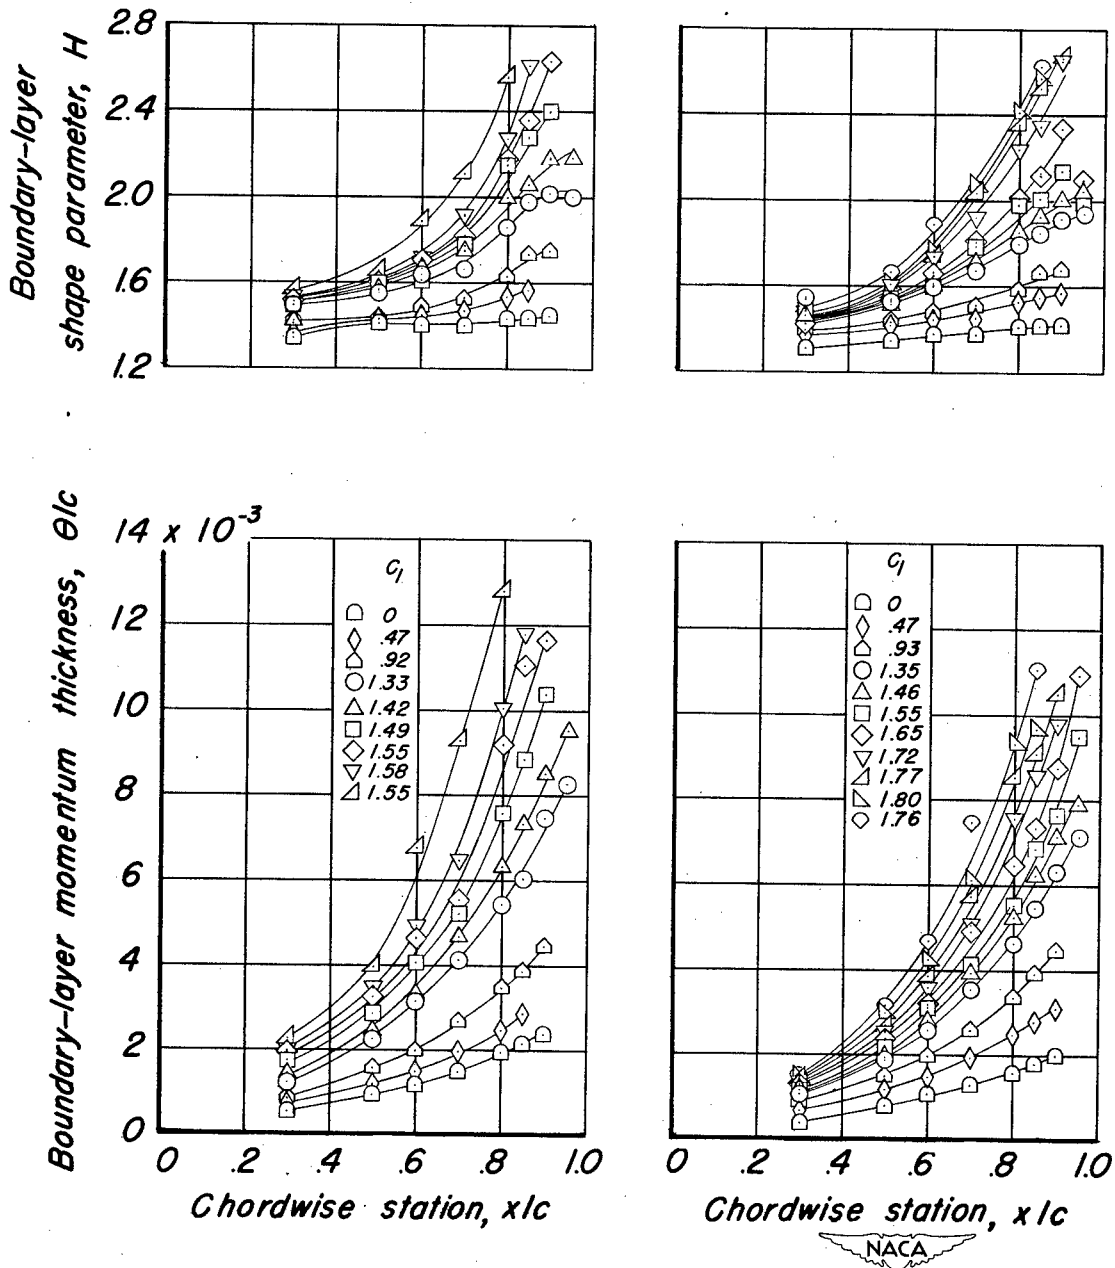 Boundary-layer
shape parameter, H
2.8
2.4
2.0
1.6
1.2
Boundary-layer momentum thickness, θ/c
14 x 10-3
12
10
8
6
4
2
0
cl
0
.47
.92
1.33
1.42
1.49
1.55
1.58
1.55
cl
0
.47
.93
1.35
1.46
1.55
1.65
1.72
1.77
1.80
1.76
0 .2 .4 .6 .8 1.0
0 .2 .4 .6 .8 1.0
Chordwise station, x/c
Chordwise station, x/c
NACA